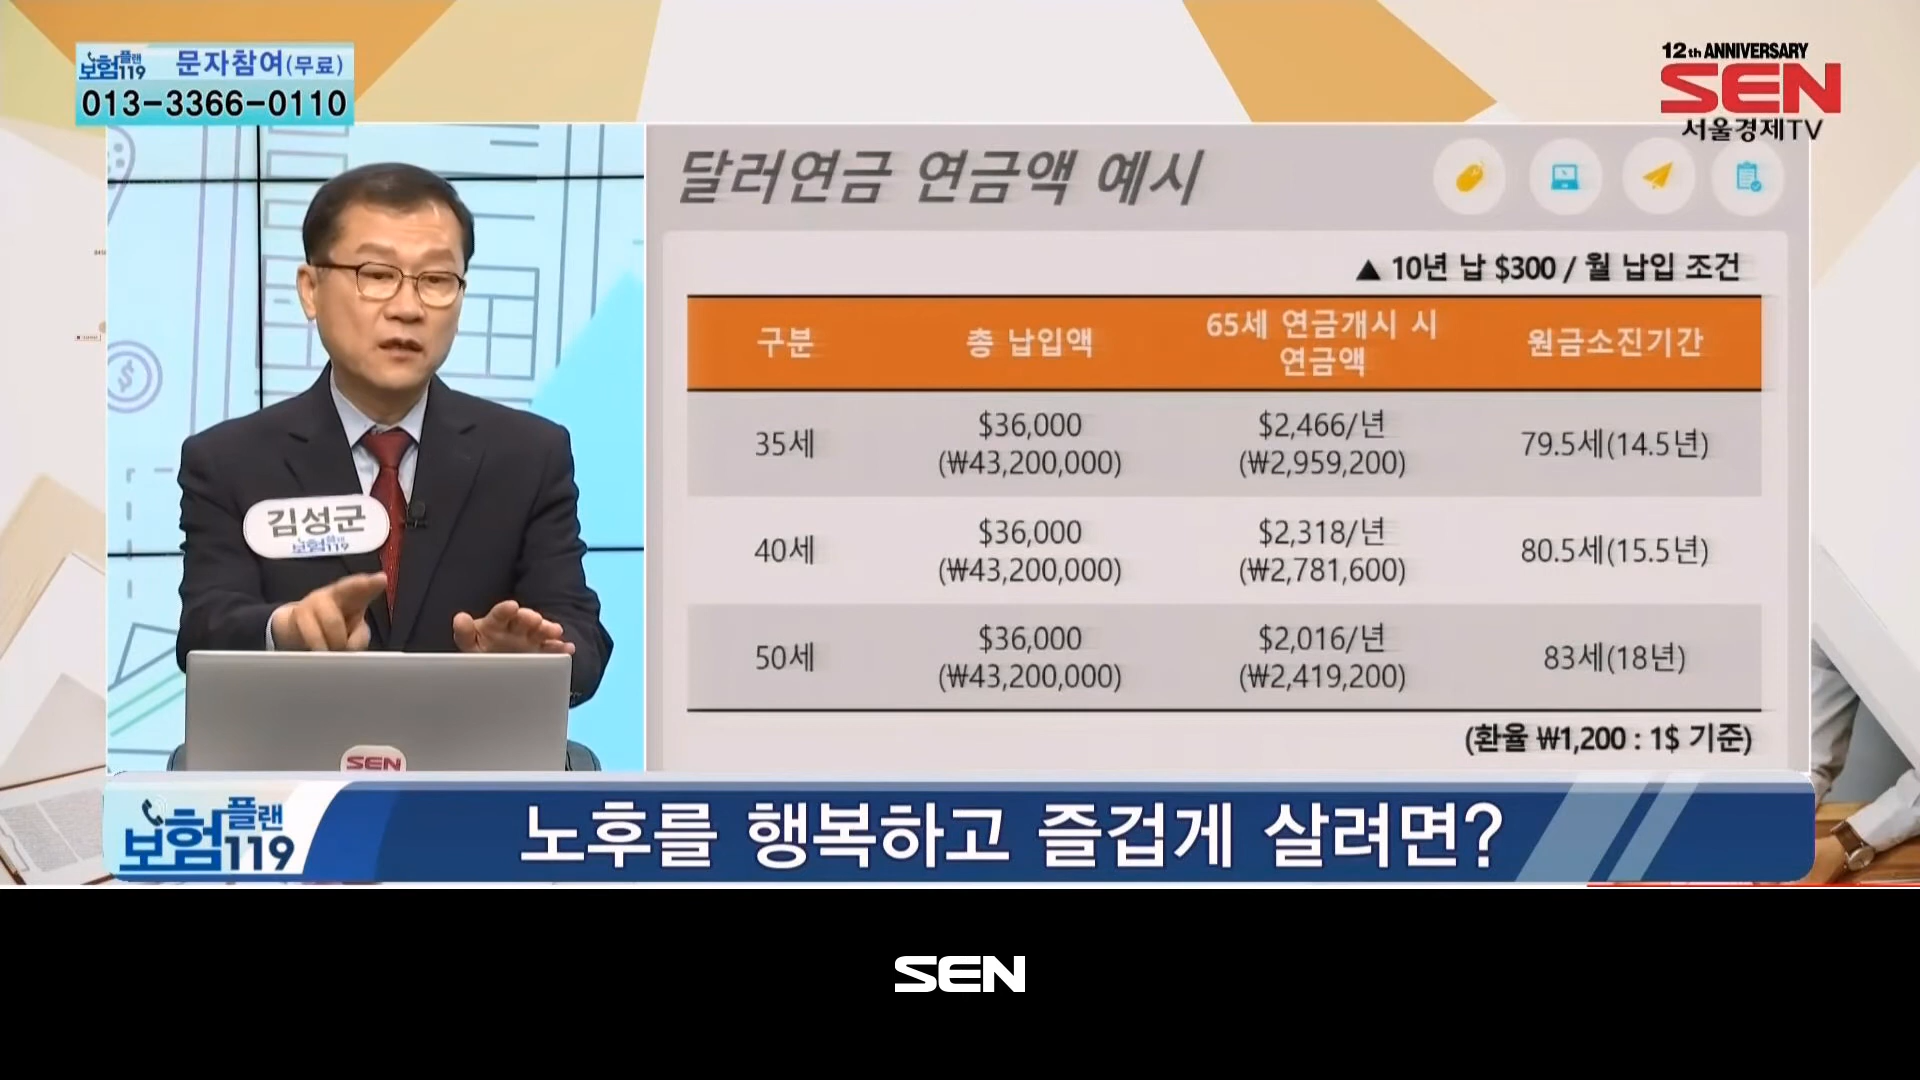 보험플랜119 문자참여(무료)
013-3366-0110
12th ANNIVERSARY
SEN
서울경제TV
달러연금 연금액 예시
▲ 10년 납 $300 / 월 납입 조건
구분 총 납입액 65세 연금개시 시 연금액 원금소진기간
35세 $36,000 (₩43,200,000) $2,466/년 (₩2,959,200) 79.5세(14.5년)
40세 $36,000 (₩43,200,000) $2,318/년 (₩2,781,600) 80.5세(15.5년)
50세 $36,000 (₩43,200,000) $2,016/년 (₩2,419,200) 83세(18년)
(환율 ₩1,200 : 1$ 기준)
김성군
보험플랜119
SEN
보험플랜119
노후를 행복하고 즐겁게 살려면?
SEN